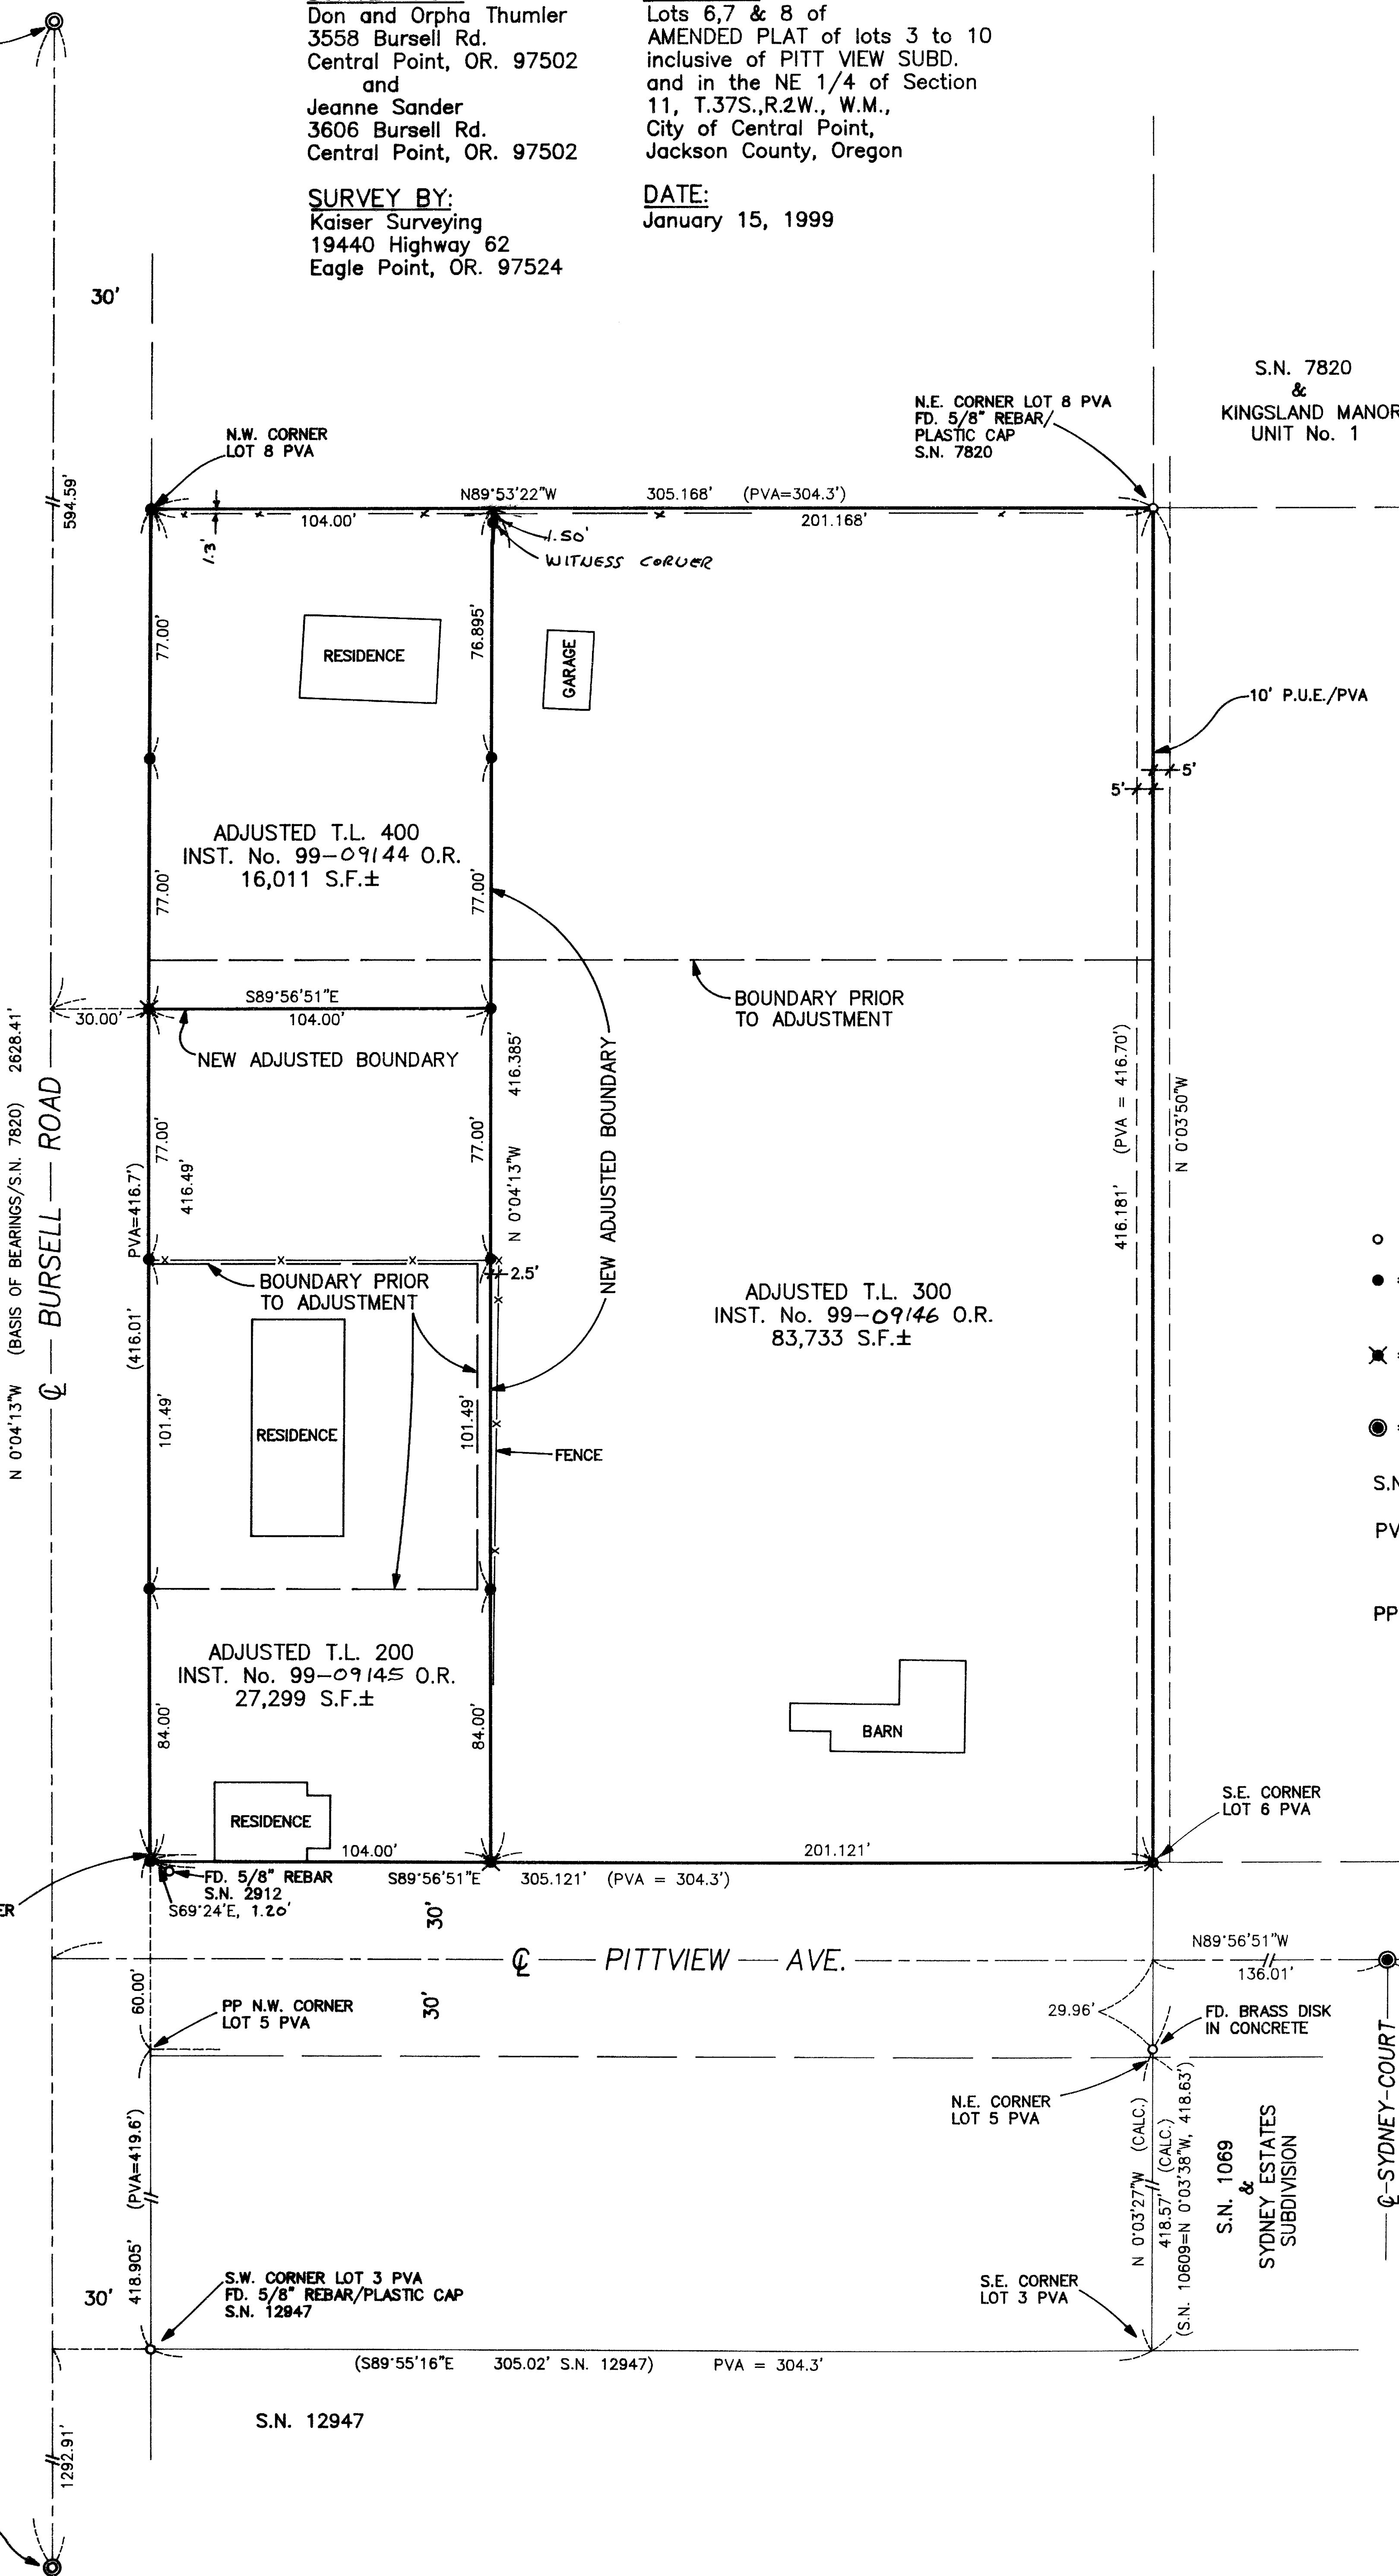 Don and Orpha Thumler
3558 Bursell Rd.
Central Point, OR. 97502
and
Jeanne Sander
3606 Bursell Rd.
Central Point, OR. 97502
SURVEY BY:
Kaiser Surveying
19440 Highway 62
Eagle Point, OR. 97524
Lots 6,7 & 8 of
AMENDED PLAT of lots 3 to 10
inclusive of PITT VIEW SUBD.
and in the NE 1/4 of Section
11, T.37S.,R.2W., W.M.,
City of Central Point,
Jackson County, Oregon
DATE:
January 15, 1999
30'
S.N. 7820
&
KINGSLAND MANOR
UNIT No. 1
N.E. CORNER LOT 8 PVA
FD. 5/8" REBAR/
PLASTIC CAP
S.N. 7820
N.W. CORNER
LOT 8 PVA
594.59'
N89°53'22"W 305.168' (PVA=304.3')
104.00'
201.168'
1.3'
1.50'
WITNESS CORNER
77.00'
76.895'
RESIDENCE
GARAGE
10' P.U.E./PVA
5'
5'
ADJUSTED T.L. 400
INST. No. 99-09144 O.R.
16,011 S.F.±
77.00'
77.00'
S89°56'51"E
104.00'
30.00'
BOUNDARY PRIOR
TO ADJUSTMENT
NEW ADJUSTED BOUNDARY
N 0°04'13"W (BASIS OF BEARINGS/S.N. 7820) 2628.41'
℄ BURSELL ROAD
77.00'
416.49'
(PVA=416.7')
(416.01')
77.00'
416.385'
N 0°04'13"W
NEW ADJUSTED BOUNDARY
416.181' (PVA = 416.70')
N 0°03'50"W
2.5'
BOUNDARY PRIOR
TO ADJUSTMENT
ADJUSTED T.L. 300
INST. No. 99-09146 O.R.
83,733 S.F.±
=
=
=
S.N
PV
PP
101.49'
RESIDENCE
101.49'
FENCE
ADJUSTED T.L. 200
INST. No. 99-09145 O.R.
27,299 S.F.±
84.00'
84.00'
BARN
RESIDENCE
S.E. CORNER
LOT 6 PVA
104.00'
201.121'
FD. 5/8" REBAR
S.N. 2912
S69°24'E, 1.20'
S89°56'51"E 305.121' (PVA = 304.3')
ER
30'
℄ PITTVIEW AVE.
N89°56'51"W
136.01'
30'
60.00'
PP N.W. CORNER
LOT 5 PVA
29.96'
FD. BRASS DISK
IN CONCRETE
N.E. CORNER
LOT 5 PVA
418.905' (PVA=419.6')
N 0°03'27"W (CALC.)
418.57' (CALC.)
(S.N. 10609=N 0°03'38"W, 418.63')
S.N. 1069
&
SYDNEY ESTATES
SUBDIVISION
℄ SYDNEY COURT
30'
S.W. CORNER LOT 3 PVA
FD. 5/8" REBAR/PLASTIC CAP
S.N. 12947
S.E. CORNER
LOT 3 PVA
(S89°55'16"E 305.02' S.N. 12947) PVA = 304.3'
S.N. 12947
1292.91'